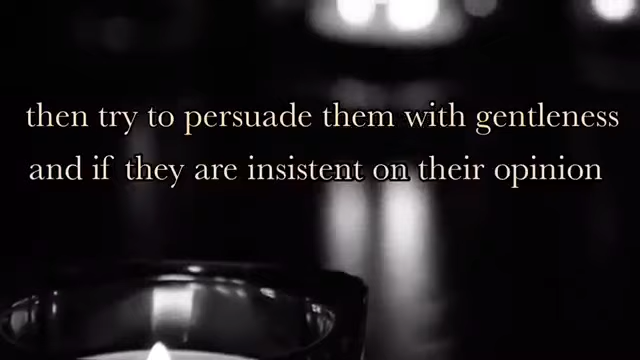 then try to persuade them with gentleness
and if they are insistent on their opinion